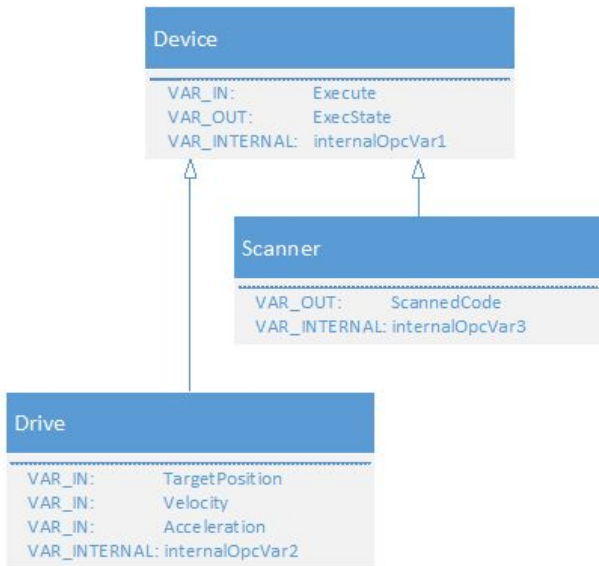 Device
VAR_IN: Execute
VAR_OUT: ExecState
VAR_INTERNAL: internalOpcVar1
Scanner
VAR_OUT: ScannedCode
VAR_INTERNAL: internalOpcVar3
Drive
VAR_IN: TargetPosition
VAR_IN: Velocity
VAR_IN: Acceleration
VAR_INTERNAL: internalOpcVar2